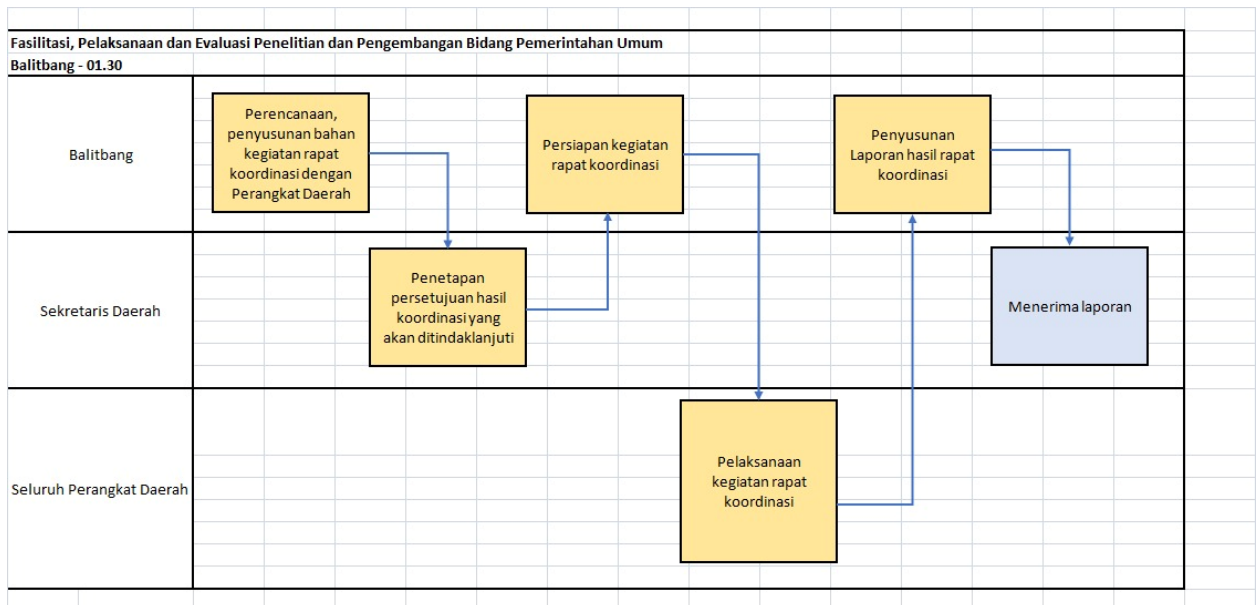 Fasilitasi, Pelaksanaan dan Evaluasi Penelitian dan Pengembangan Bidang Pemerintahan Umum
Balitbang - 01.30
Balitbang
Perencanaan,
penyusunan bahan
kegiatan rapat
koordinasi dengan
Perangkat Daerah
Persiapan kegiatan
rapat koordinasi
Penyusunan
Laporan hasil rapat
koordinasi
Sekretaris Daerah
Penetapan
persetujuan hasil
koordinasi yang
akan ditindaklanjuti
Menerima laporan
Seluruh Perangkat Daerah
Pelaksanaan
kegiatan rapat
koordinasi